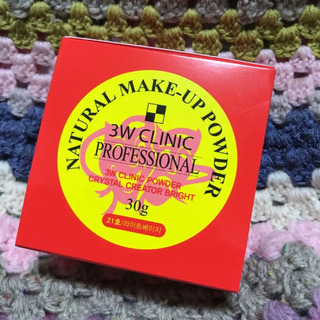 NATURAL MAKE-UP POWDER
3W CLINIC
PROFESSIONAL
3W CLINIC POWDER
CRYSTAL CREATOR BRIGHT
30g
21호/라이트베이지